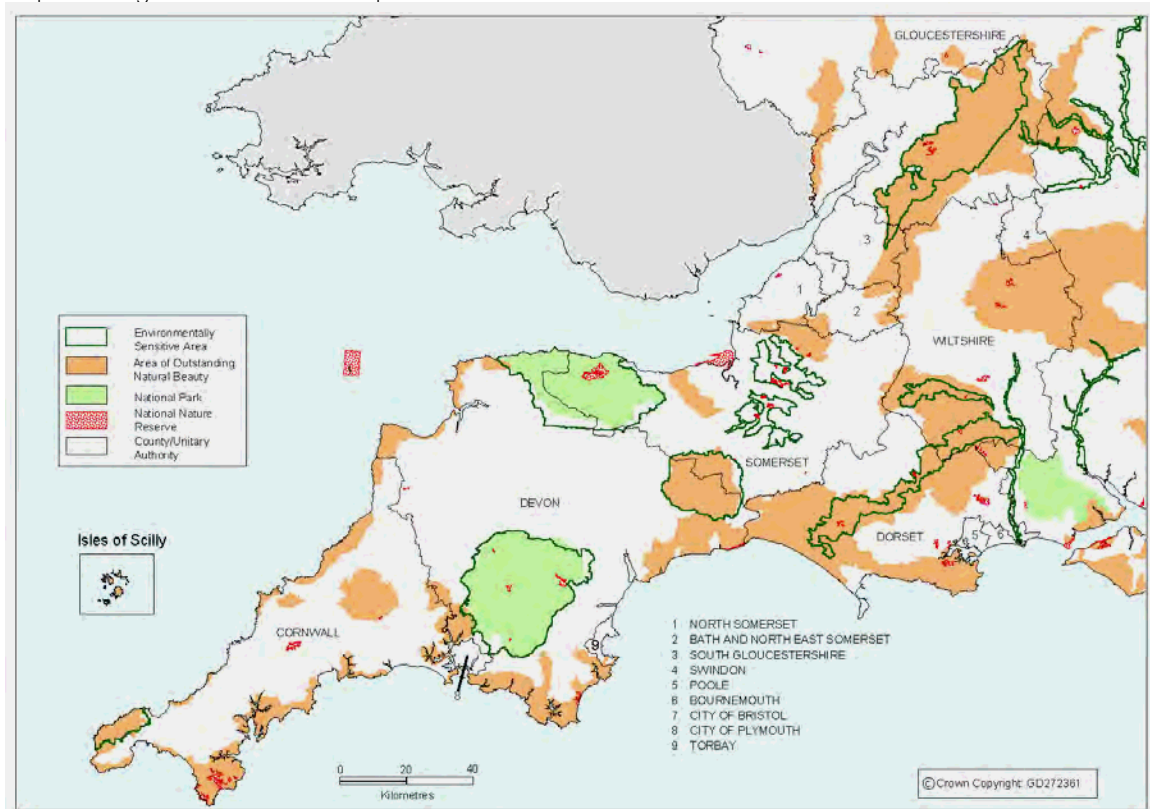 GLOUCESTERSHIRE
3
4
7
1
2
WILTSHIRE
Environmentally
Sensitive Area
Area of Outstanding
Natural Beauty
National Park
National Nature
Reserve
County/Unitary
Authority
SOMERSET
DEVON
Isles of Scilly
DORSET
5
6
CORNWALL
9
8
1 NORTH SOMERSET
2 BATH AND NORTH EAST SOMERSET
3 SOUTH GLOUCESTERSHIRE
4 SWINDON
5 POOLE
6 BOURNEMOUTH
7 CITY OF BRISTOL
8 CITY OF PLYMOUTH
9 TORBAY
0 20 40
Kilometres
©Crown Copyright: GD272361